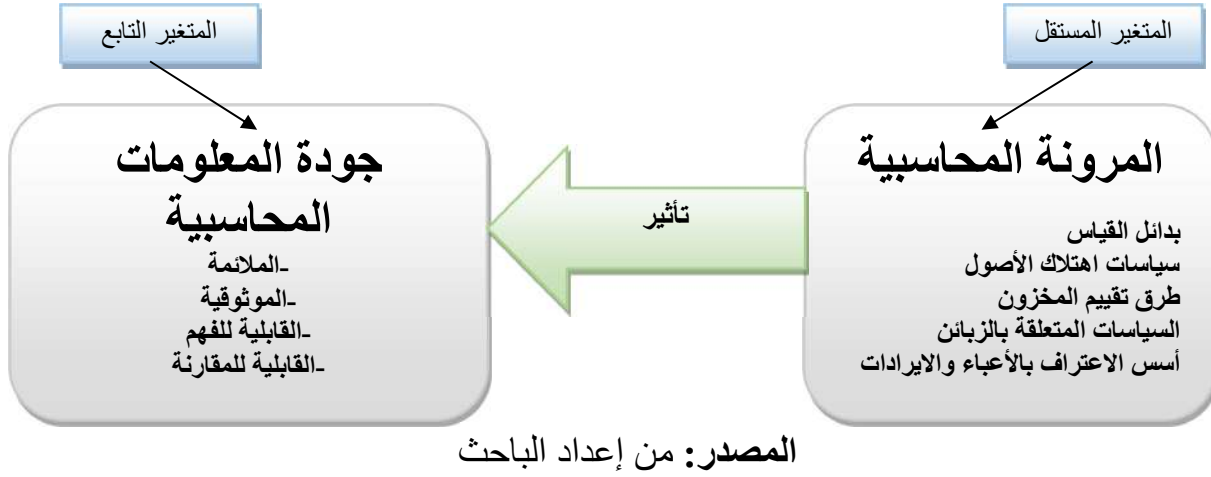 المتغير المستقل
المتغير التابع
المرونة المحاسبية
بدائل القياس
سياسات اهتلاك الأصول
طرق تقييم المخزون
السياسات المتعلقة بالزبائن
أسس الاعتراف بالأعباء والايرادات
تأثير
جودة المعلومات
المحاسبية
-الملائمة
-الموثوقية
-القابلية للفهم
-القابلية للمقارنة
المصدر: من إعداد الباحث